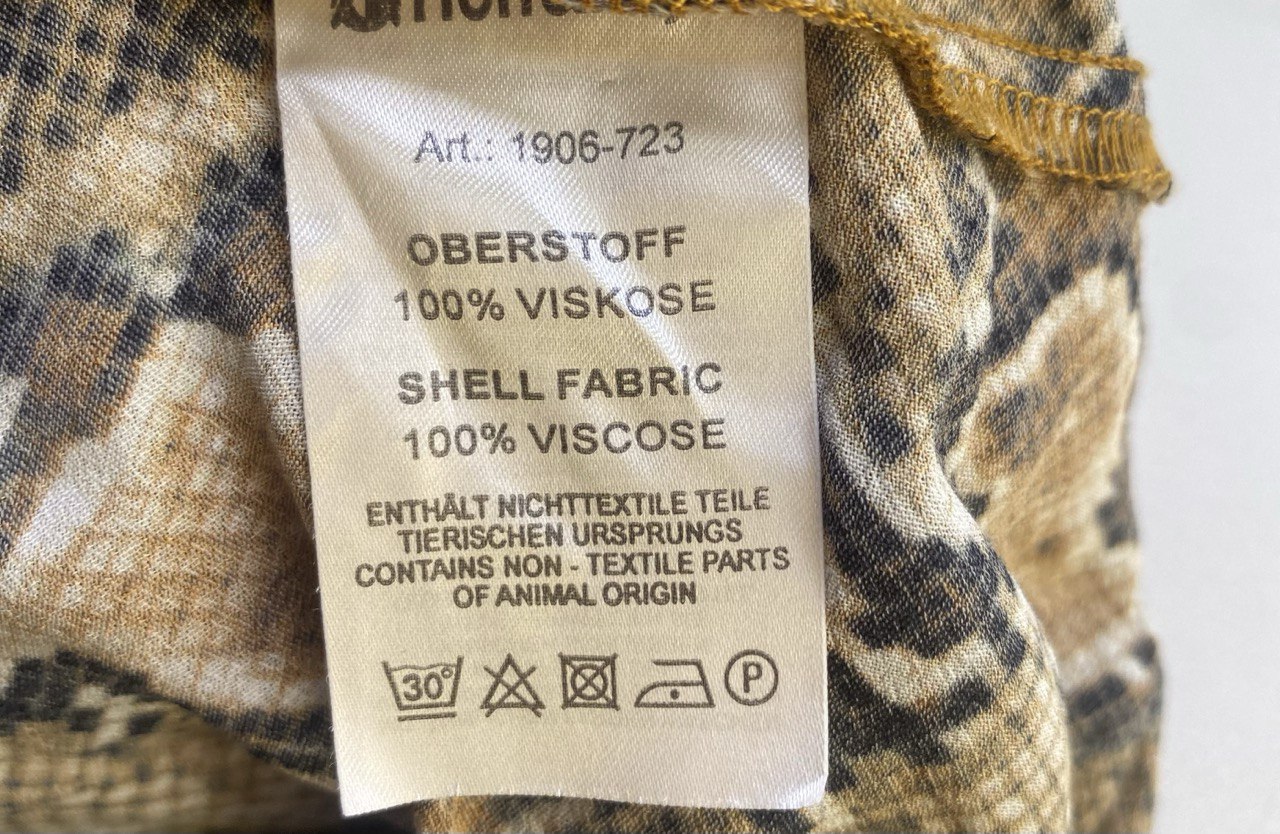 Art.: 1906-723
OBERSTOFF
100% VISKOSE
SHELL FABRIC
100% VISCOSE
ENTHÄLT NICHTTEXTILE TEILE
TIERISCHEN URSPRUNGS
CONTAINS NON - TEXTILE PARTS
OF ANIMAL ORIGIN
30° P